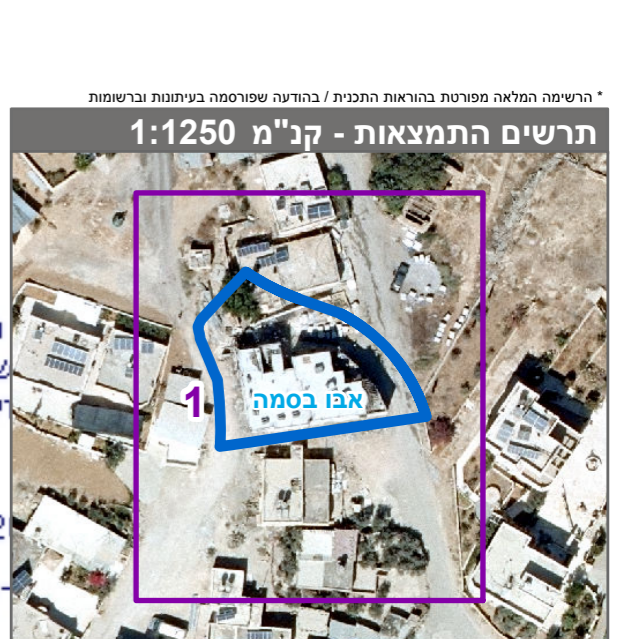 * הרשימה המלאה מפורטת בהוראות התכנית / בהודעה שפורסמה בעיתונות וברשומות
תרשים התמצאות - קנ"מ 1:1250
1
אבו בסמה